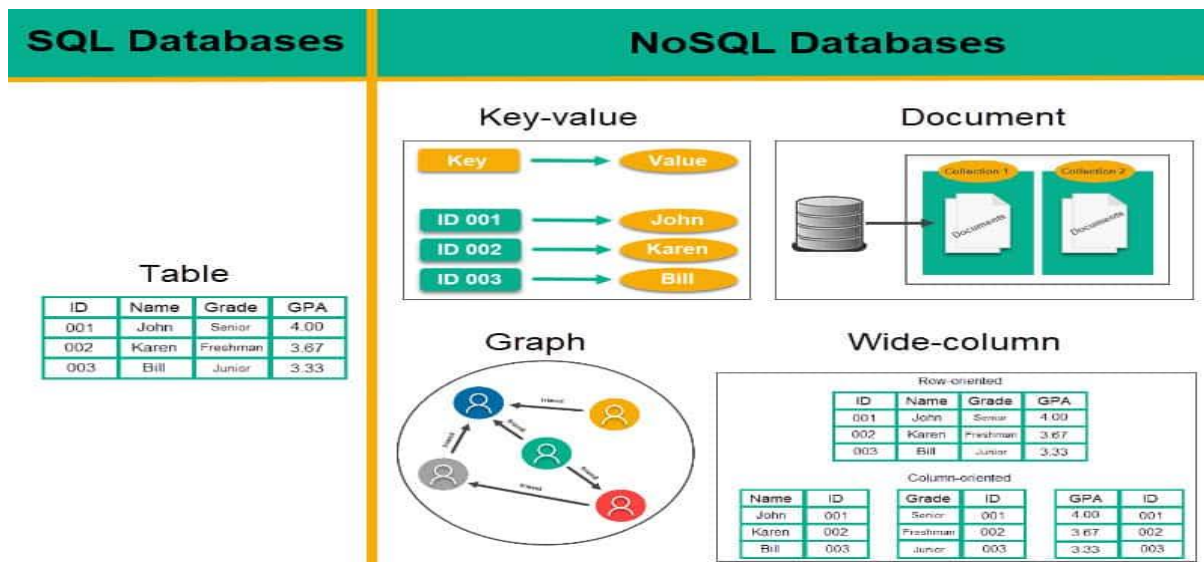 SQL Databases
NoSQL Databases
Table
ID Name Grade GPA
001 John Senior 4.00
002 Karen Freshman 3.67
003 Bill Junior 3.33
Key-value
Key Value
ID 001 John
ID 002 Karen
ID 003 Bill
Document
Collection 1
Documents
Collection 2
Documents
Graph
friend
friend
friend
friend
friend
Wide-column
Row-oriented
ID Name Grade GPA
001 John Senior 4.00
002 Karen Freshman 3.67
003 Bill Junior 3.33
Column-oriented
Name ID
John 001
Karen 002
Bill 003
Grade ID
Senior 001
Freshman 002
Junior 003
GPA ID
4.00 001
3.67 002
3.33 003